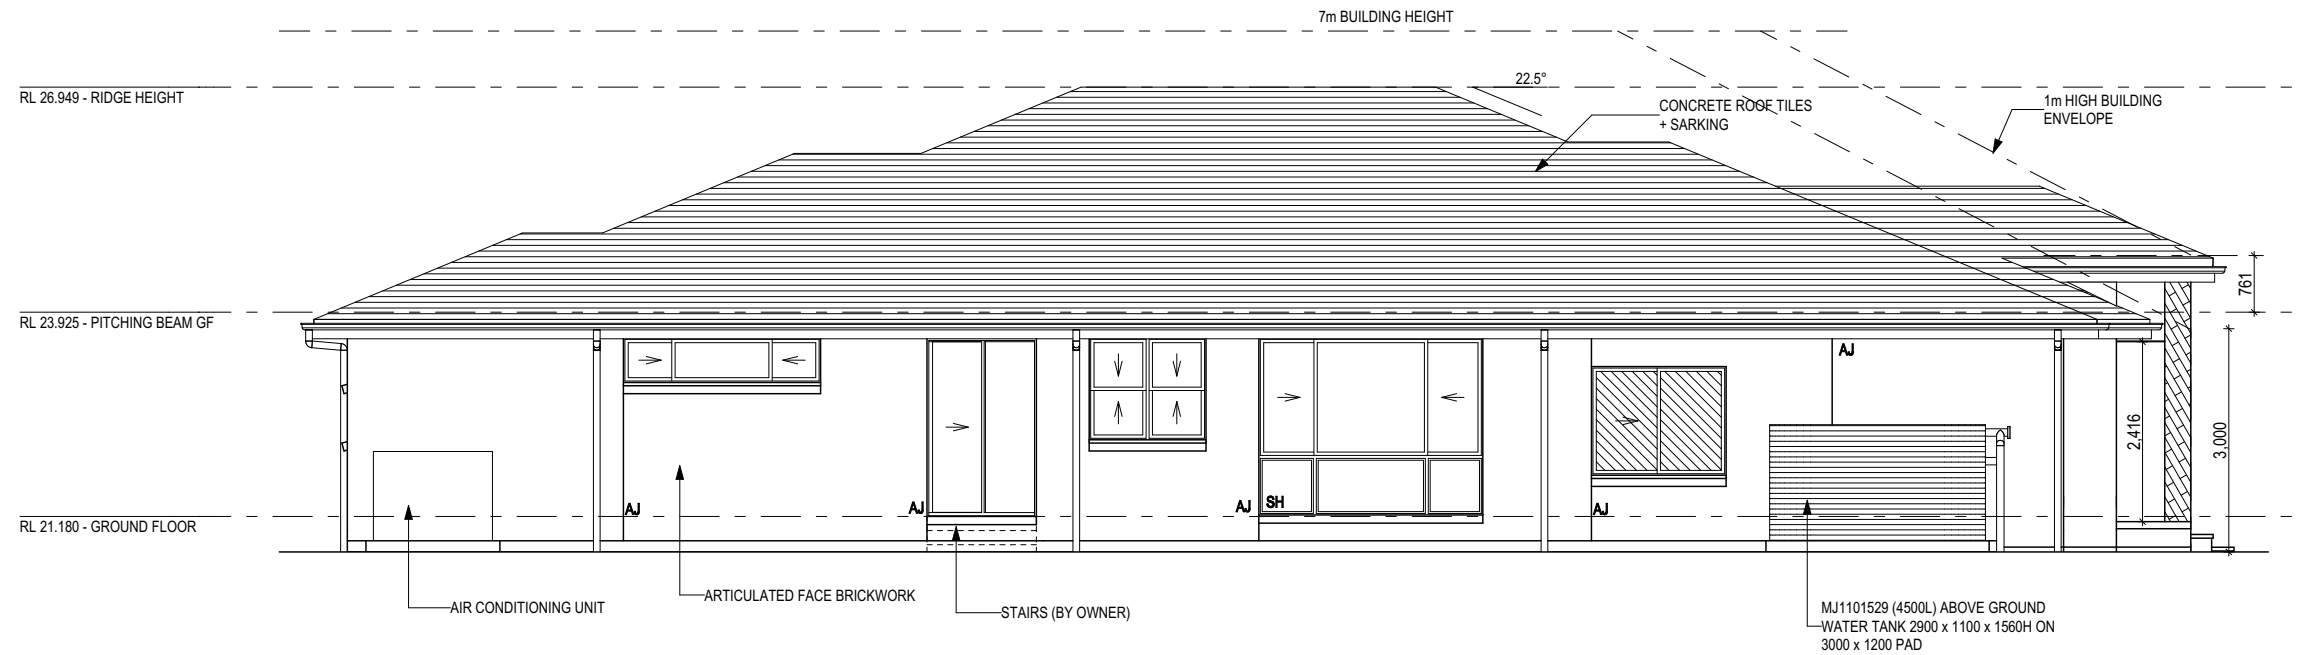 7m BUILDING HEIGHT
22.5°
RL 26.949 - RIDGE HEIGHT
CONCRETE ROOF TILES
+ SARKING
1m HIGH BUILDING
ENVELOPE
761
RL 23.925 - PITCHING BEAM GF
AJ
2,416
3,000
AJ
AJ
AJ
SH
AJ
RL 21.180 - GROUND FLOOR
AIR CONDITIONING UNIT
ARTICULATED FACE BRICKWORK
STAIRS (BY OWNER)
MJ1101529 (4500L) ABOVE GROUND
WATER TANK 2900 x 1100 x 1560H ON
3000 x 1200 PAD